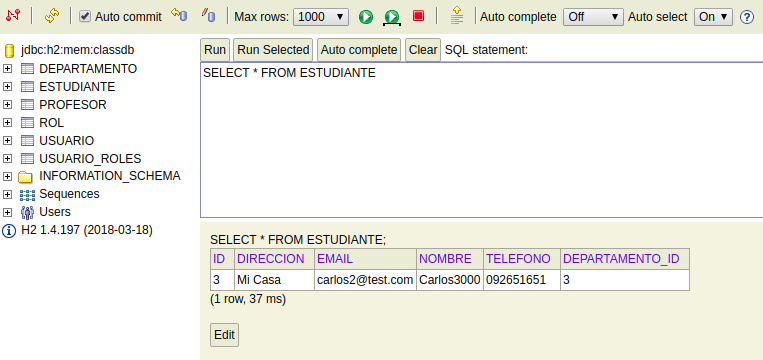 Auto commit Max rows: 1000 Auto complete Off Auto select On
jdbc:h2:mem:classdb
DEPARTAMENTO
ESTUDIANTE
PROFESOR
ROL
USUARIO
USUARIO_ROLES
INFORMATION_SCHEMA
Sequences
Users
H2 1.4.197 (2018-03-18)
Run Run Selected Auto complete Clear SQL statement:
SELECT * FROM ESTUDIANTE
SELECT * FROM ESTUDIANTE;
ID DIRECCION EMAIL NOMBRE TELEFONO DEPARTAMENTO_ID
3 Mi Casa carlos2@test.com Carlos3000 092651651 3
(1 row, 37 ms)
Edit